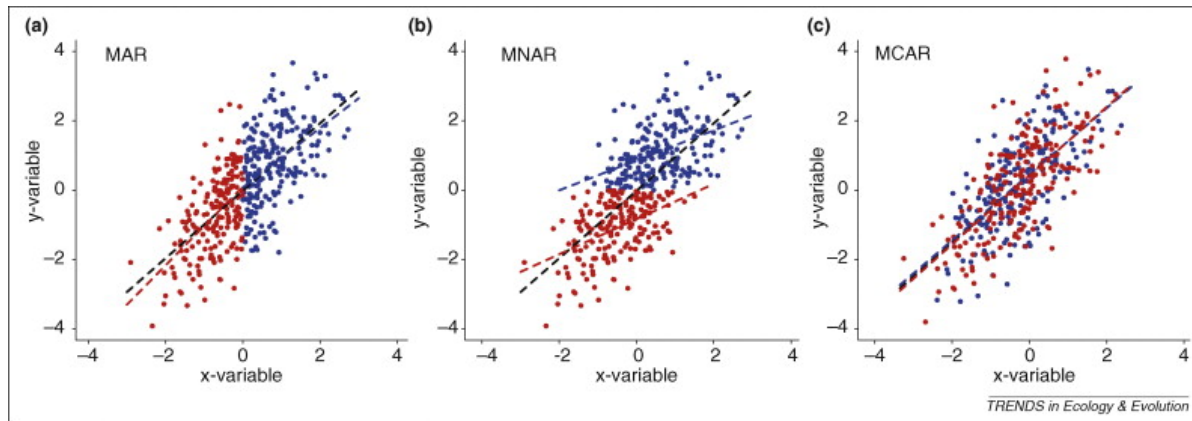 (a)
MAR
4
2
0
−2
−4
y-variable
−4 −2 0 2 4
x-variable
(b)
MNAR
4
2
0
−2
−4
y-variable
−4 -2 0 2 4
x-variable
(c)
MCAR
4
2
0
−2
−4
y-variable
−4 −2 0 2 4
x-variable
TRENDS in Ecology & Evolution